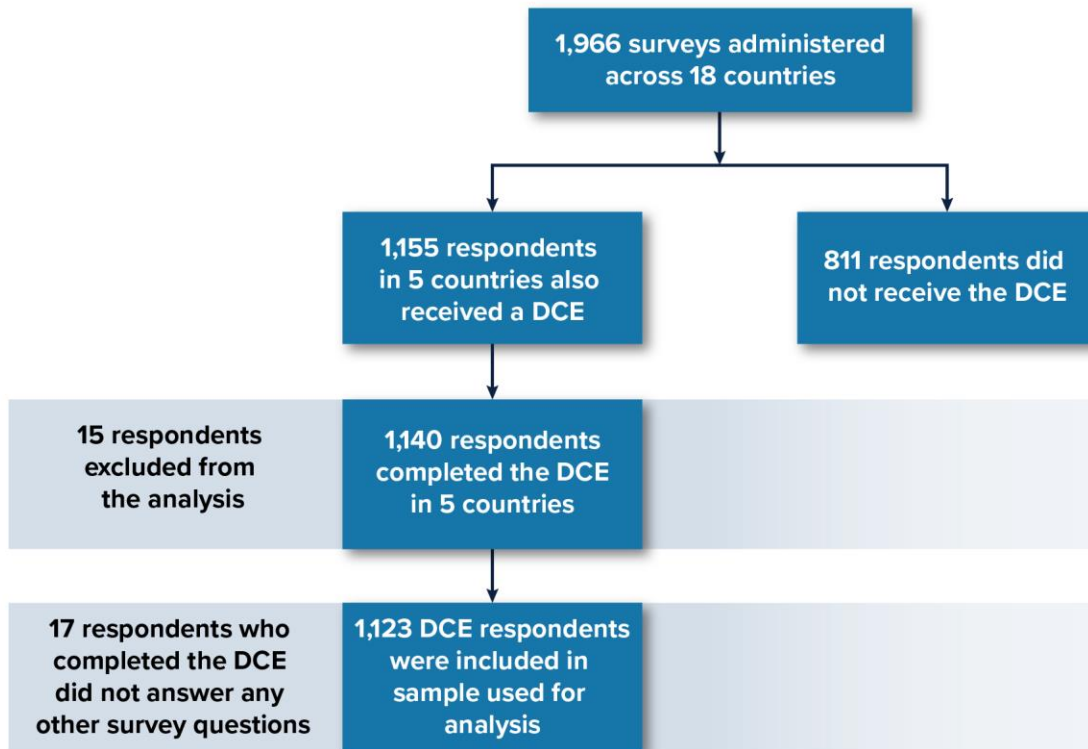 1,966 surveys administered
across 18 countries
1,155 respondents
in 5 countries also
received a DCE
811 respondents did
not receive the DCE
15 respondents
excluded from
the analysis
1,140 respondents
completed the DCE
in 5 countries
17 respondents who
completed the DCE
did not answer any
other survey questions
1,123 DCE respondents
were included in
sample used for
analysis